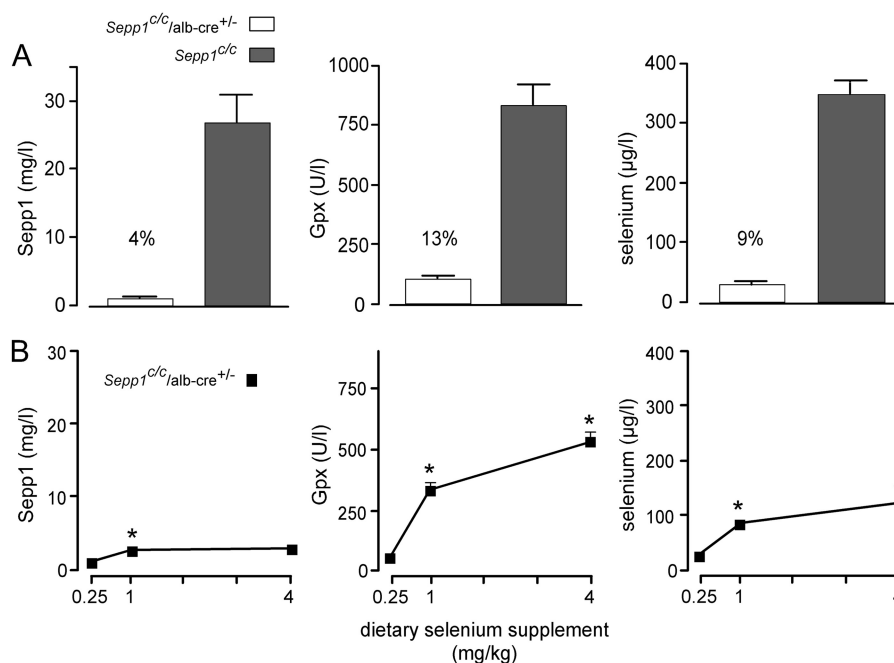 Sepp1c/c/alb-cre+/-
Sepp1c/c
A
Sepp1 (mg/l)
30
20
10
0
4%
Gpx (U/l)
1000
750
500
250
0
13%
selenium (µg/l)
400
300
200
100
0
9%
B
Sepp1c/c/alb-cre+/-
Sepp1 (mg/l)
30
20
10
0
*
0.25 1 4
Gpx (U/l)
750
500
250
0
* *
0.25 1 4
selenium (µg/l)
400
300
200
100
0
*
0.25 1
dietary selenium supplement
(mg/kg)